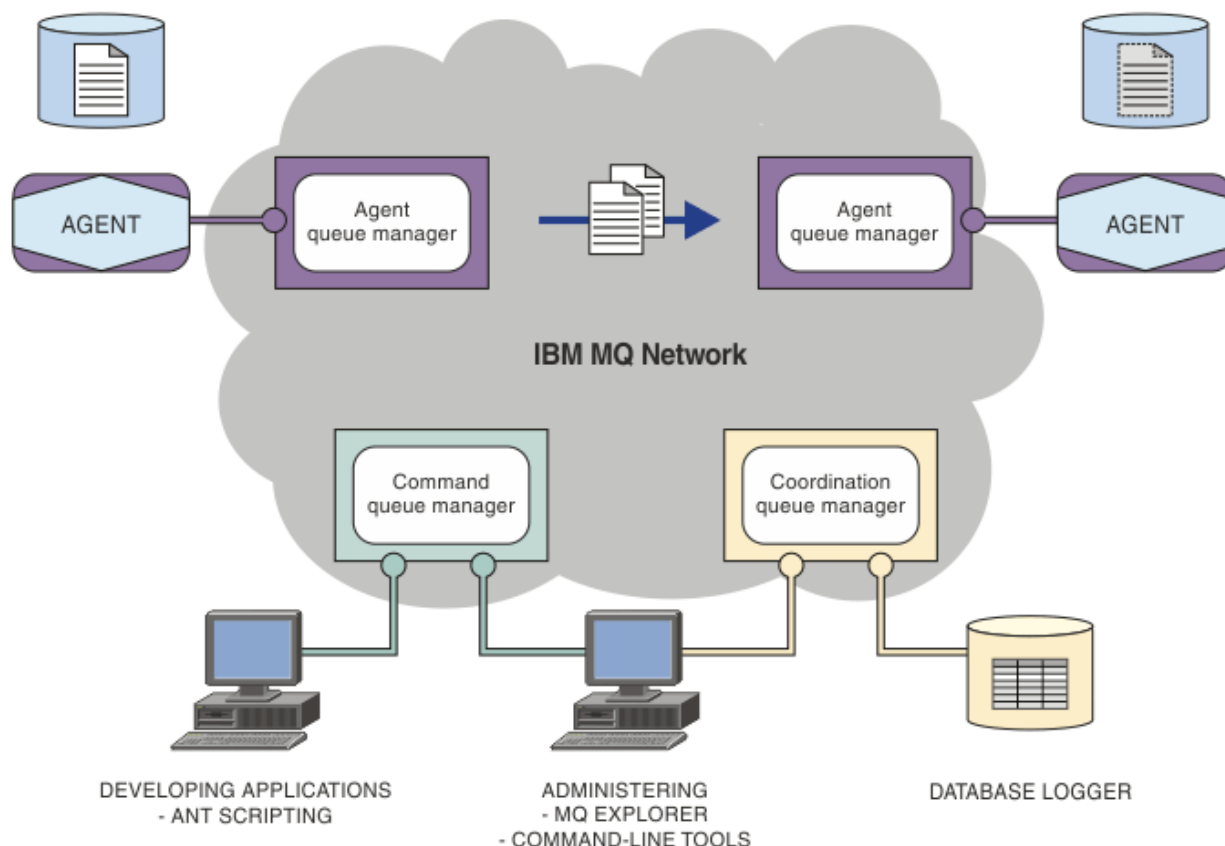 AGENT
Agent
queue manager
Agent
queue manager
AGENT
IBM MQ Network
Command
queue manager
Coordination
queue manager
DEVELOPING APPLICATIONS
- ANT SCRIPTING
ADMINISTERING
- MQ EXPLORER
- COMMAND-LINE TOOLS
DATABASE LOGGER